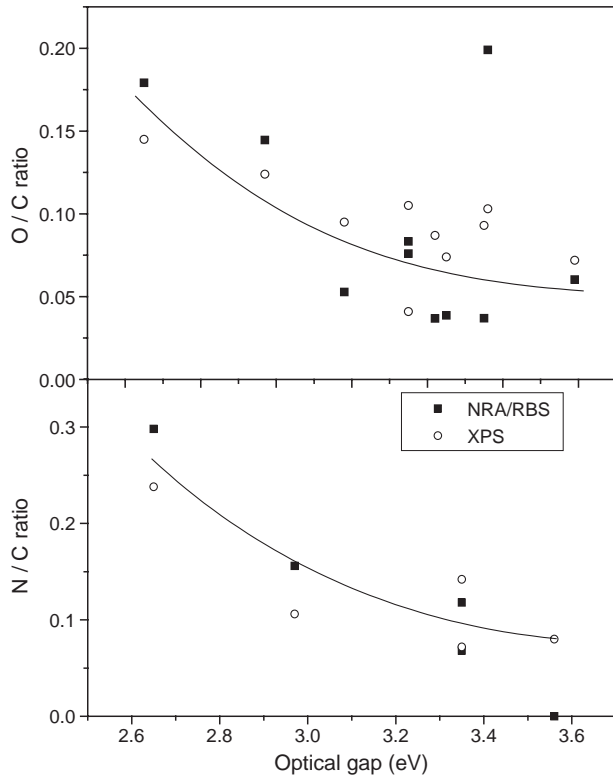 0.20
0.15
0.10
0.05
0.00
O / C ratio
NRA/RBS
XPS
0.3
0.2
0.1
0.0
N / C ratio
2.6 2.8 3.0 3.2 3.4 3.6
Optical gap (eV)